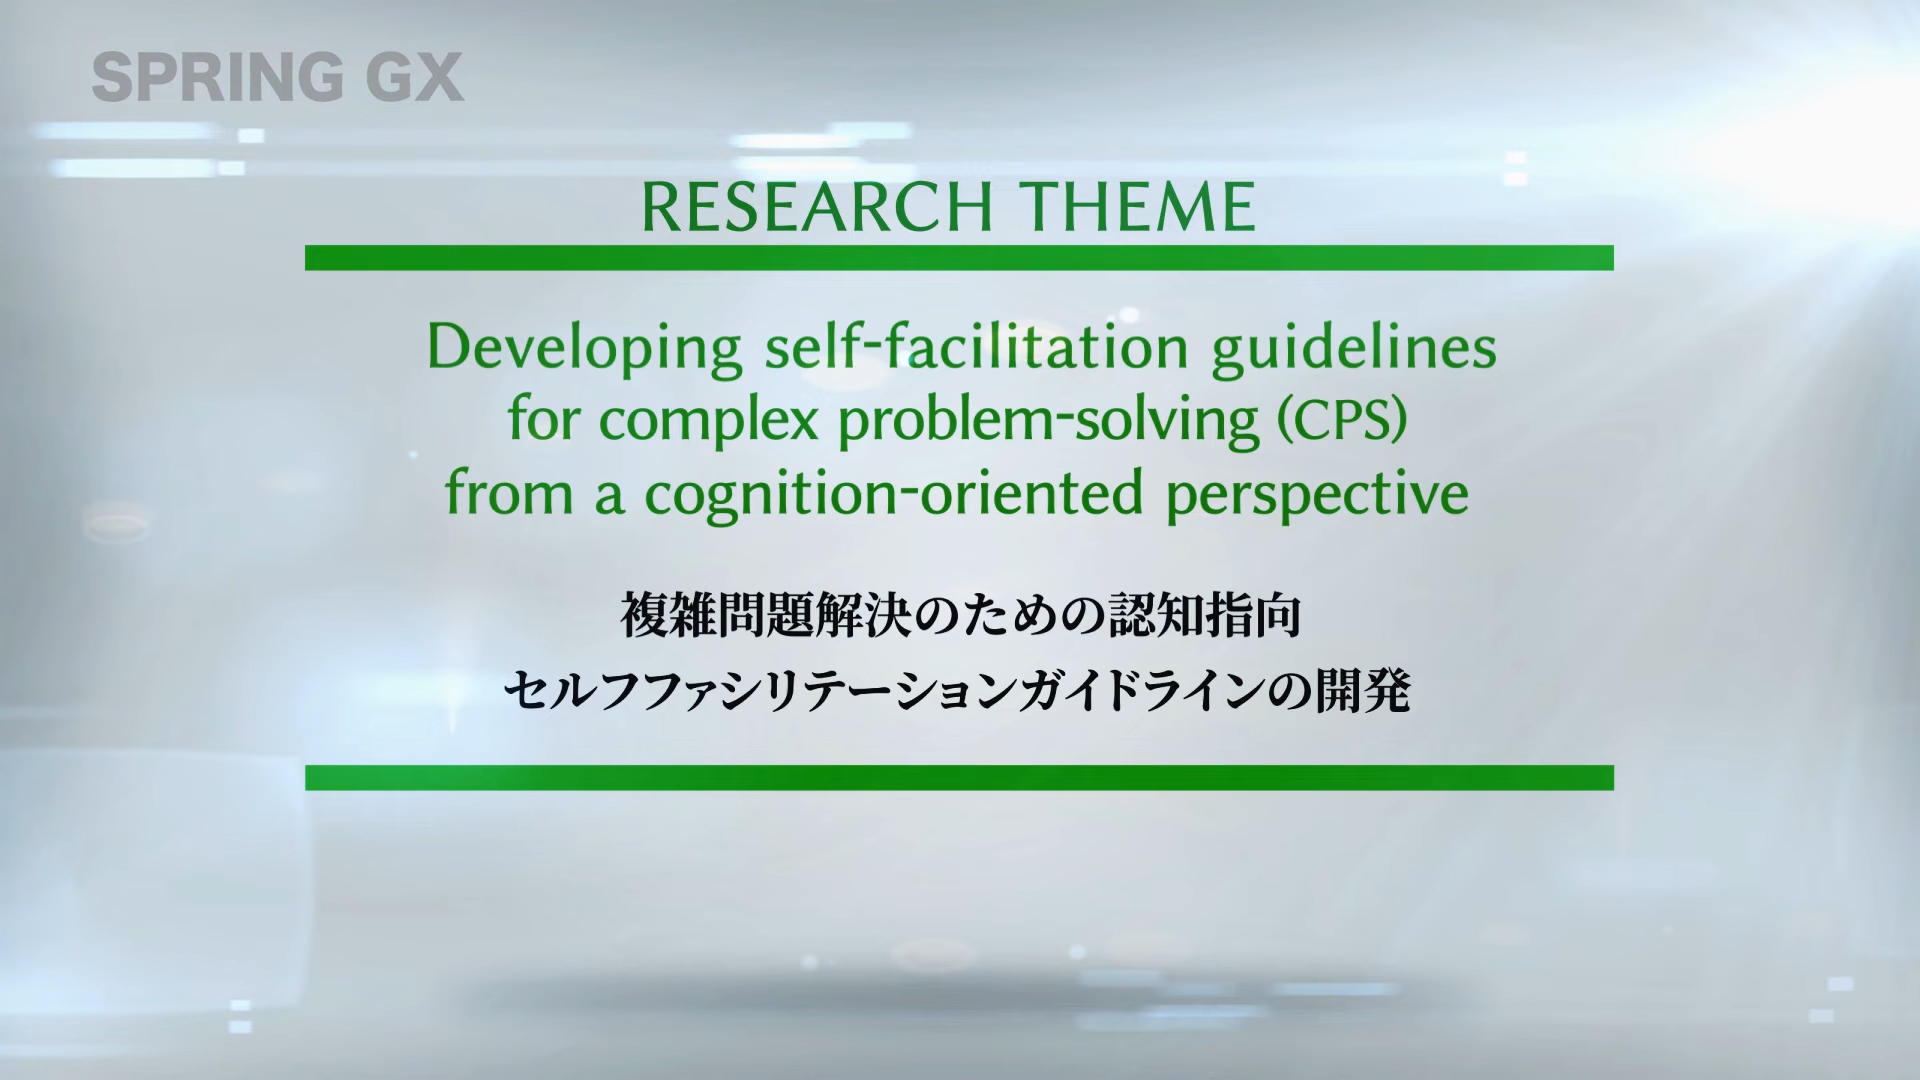 SPRING GX
RESEARCH THEME
Developing self-facilitation guidelines
for complex problem-solving (CPS)
from a cognition-oriented perspective
複雑問題解決のための認知指向
セルフファシリテーションガイドラインの開発